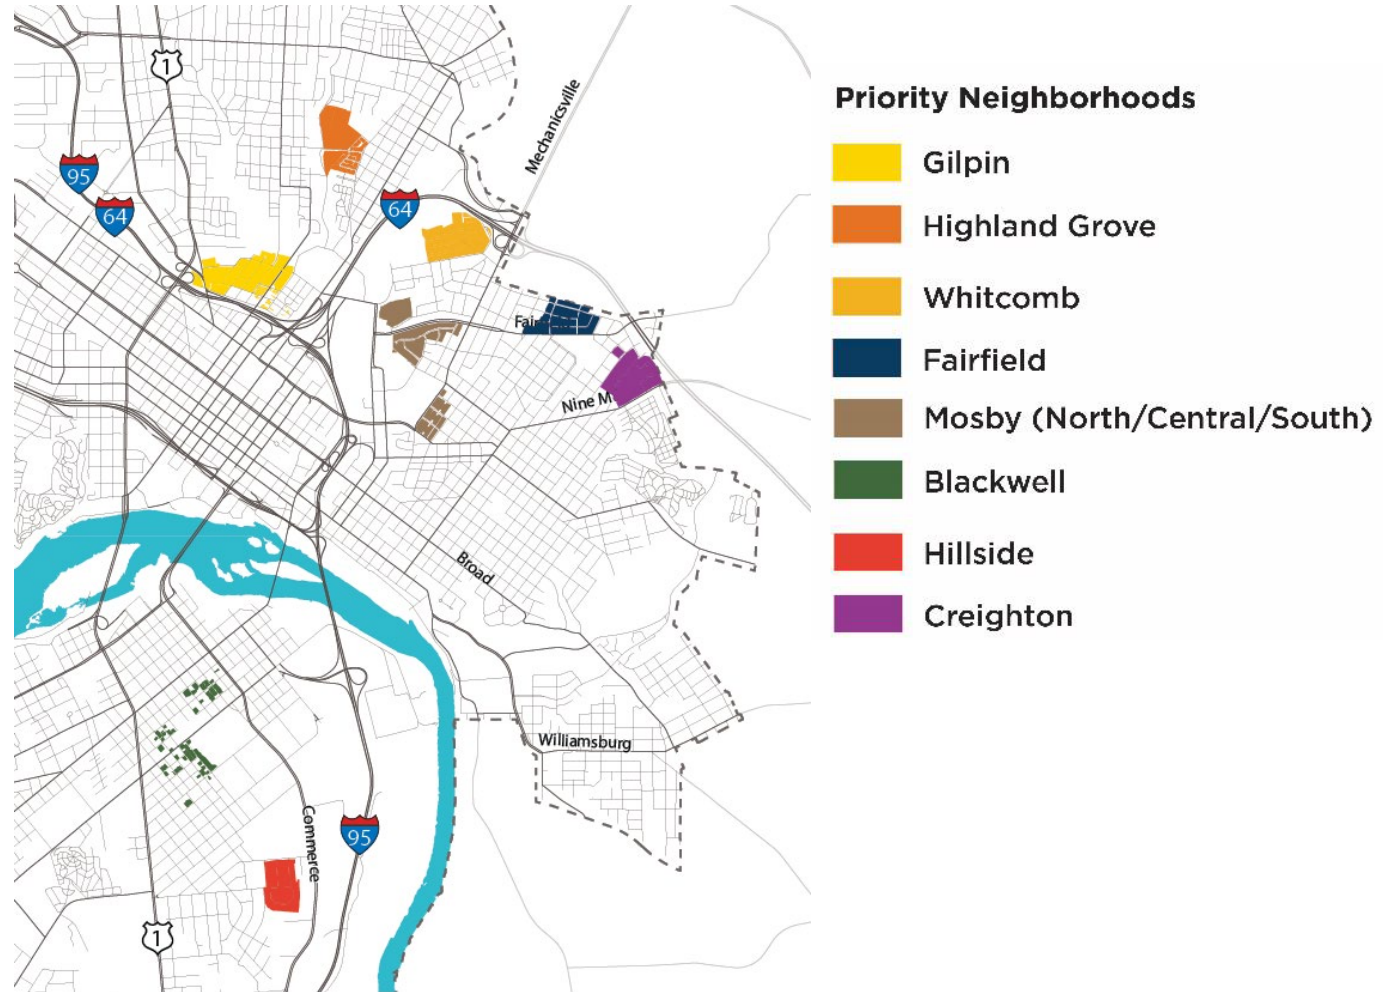 1
Mechanicsville
95
64
64
Fairfield
Nine M
Broad
Williamsburg
Commerce
95
1
Priority Neighborhoods
Gilpin
Highland Grove
Whitcomb
Fairfield
Mosby (North/Central/South)
Blackwell
Hillside
Creighton